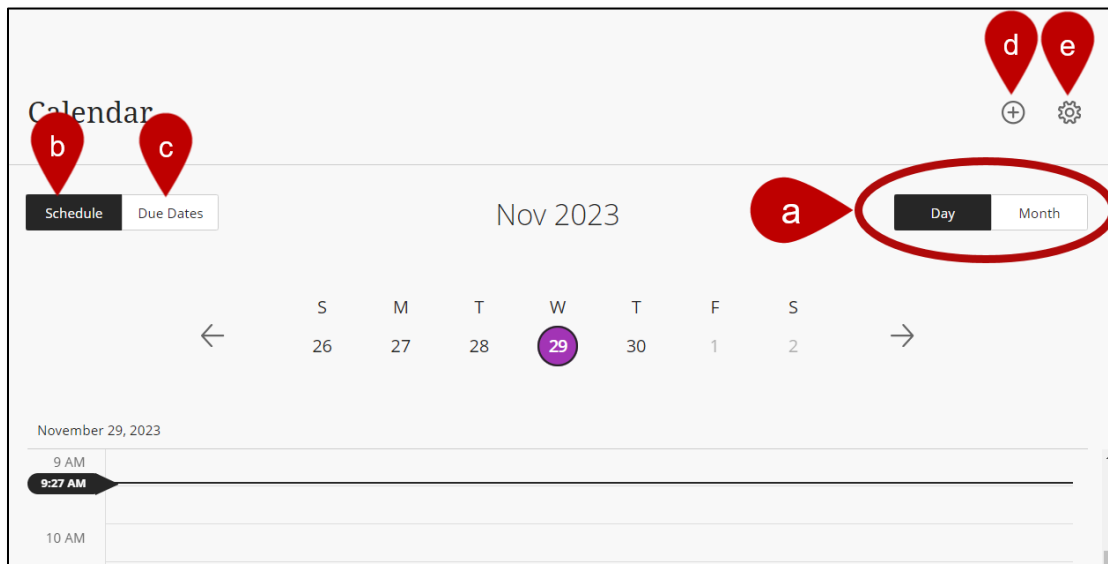 d e
Calendar
b c
Schedule Due Dates Nov 2023 a Day Month
S M T W T F S
26 27 28 29 30 1 2
November 29, 2023
9 AM
9:27 AM
10 AM